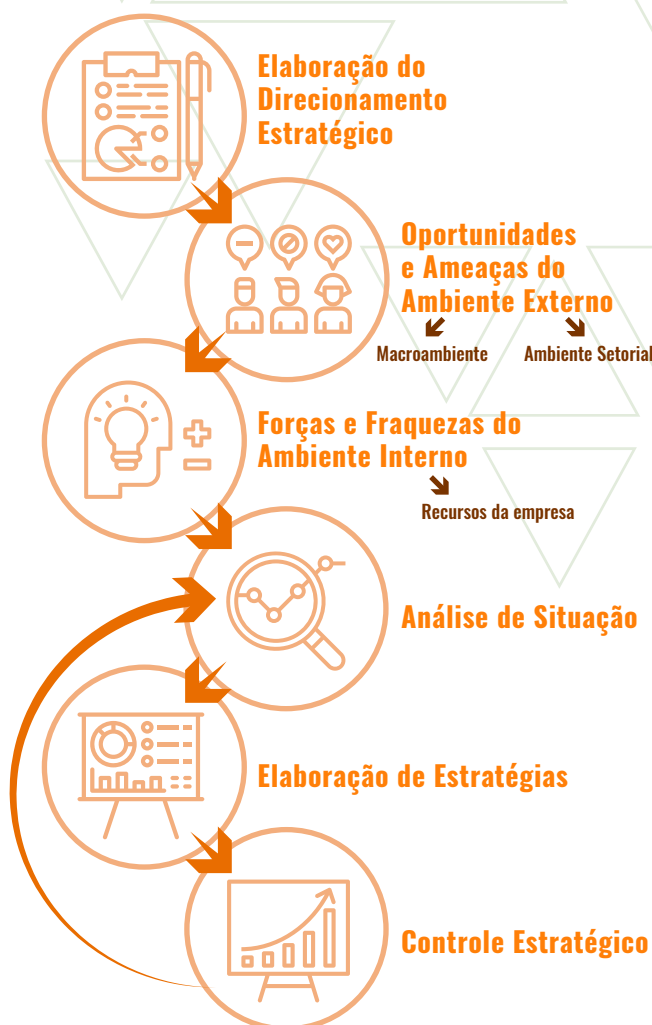 Elaboração do
Direcionamento
Estratégico
Oportunidades
e Ameaças do
Ambiente Externo
Macroambiente
Ambiente Setorial
Forças e Fraquezas do
Ambiente Interno
Recursos da empresa
Análise de Situação
Elaboração de Estratégias
Controle Estratégico